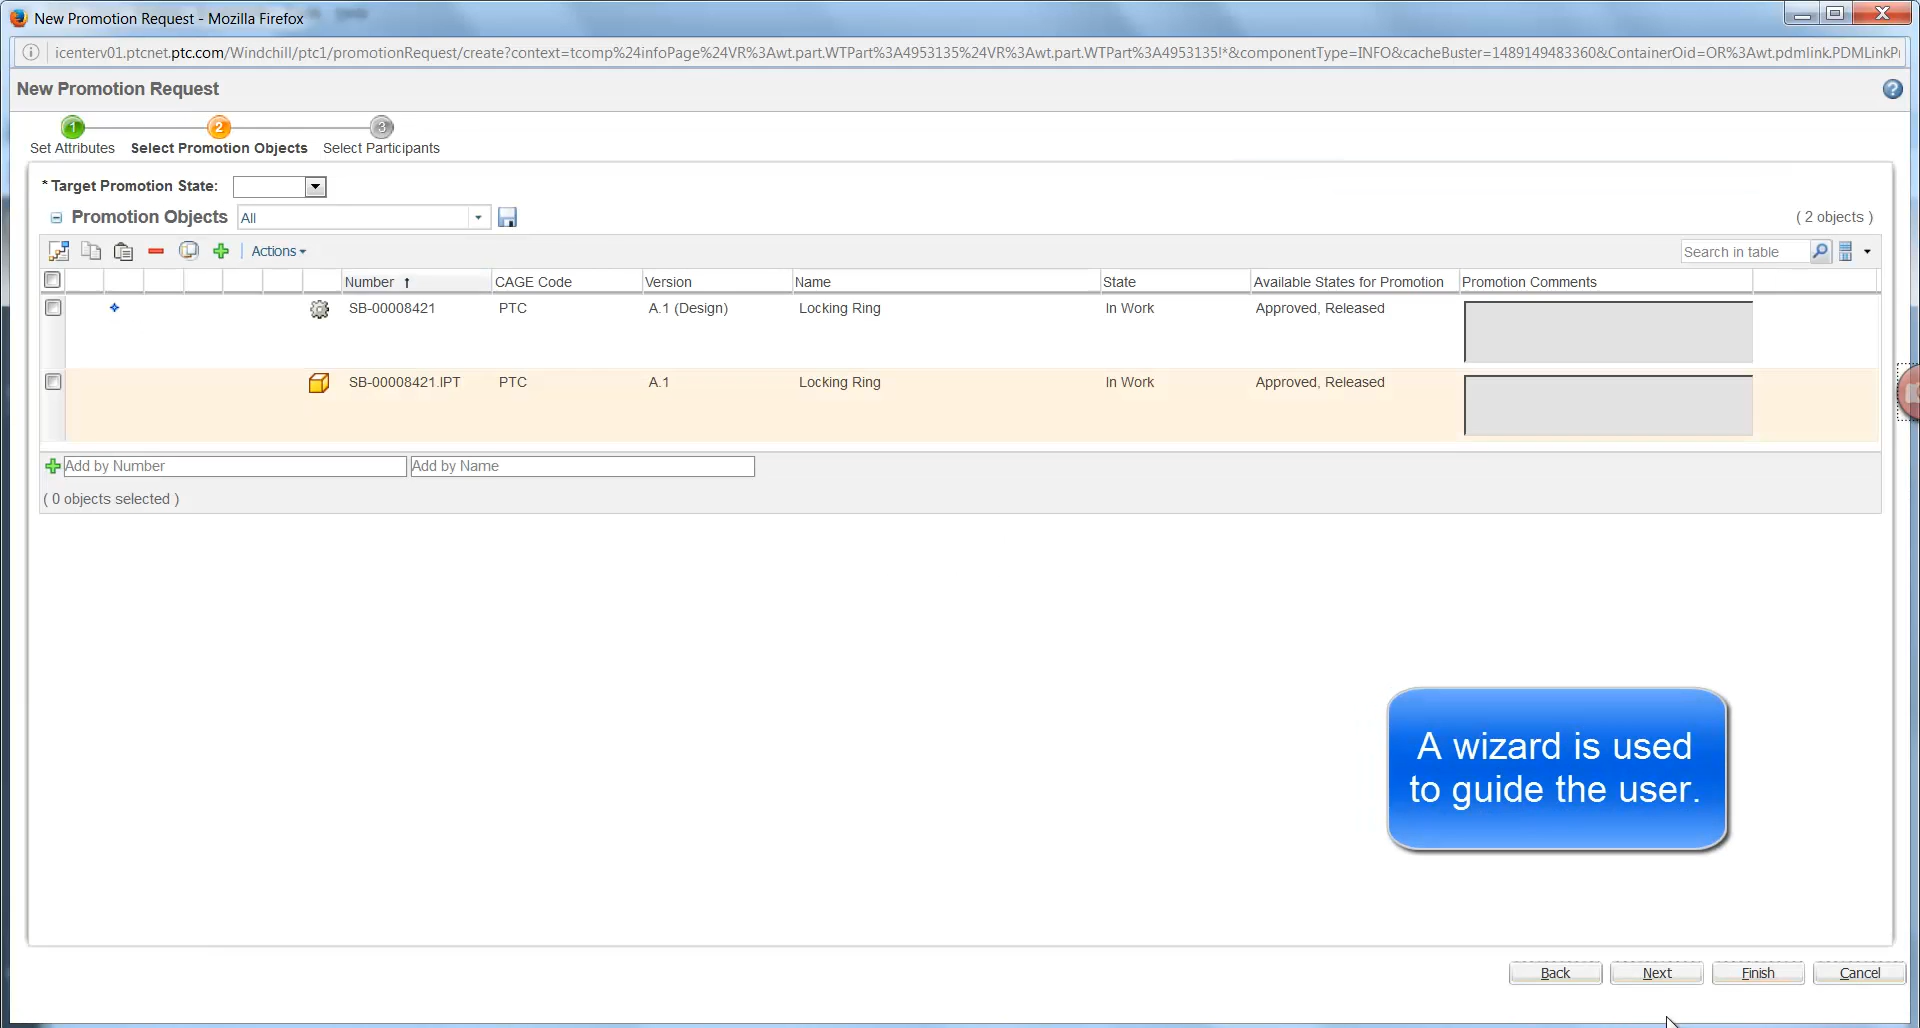 New Promotion Request - Mozilla Firefox
icenterv01.ptcnet.ptc.com/Windchill/ptc1/promotionRequest/create?context=tcomp%24infoPage%24VR%3Awt.part.WTPart%3A4953135%24VR%3Awt.part.WTPart%3A4953135!*&componentType=INFO&cacheBuster=1489149483360&ContainerOid=OR%3Awt.pdmlink.PDMLinkPr
New Promotion Request ?
1 2 3
Set Attributes Select Promotion Objects Select Participants
* Target Promotion State:
Promotion Objects All ( 2 objects )
Actions Search in table
Number CAGE Code Version Name State Available States for Promotion Promotion Comments
SB-00008421 PTC A.1 (Design) Locking Ring In Work Approved, Released
SB-00008421.IPT PTC A.1 Locking Ring In Work Approved, Released
Add by Number Add by Name
( 0 objects selected )
A wizard is used
to guide the user.
Back Next Finish Cancel